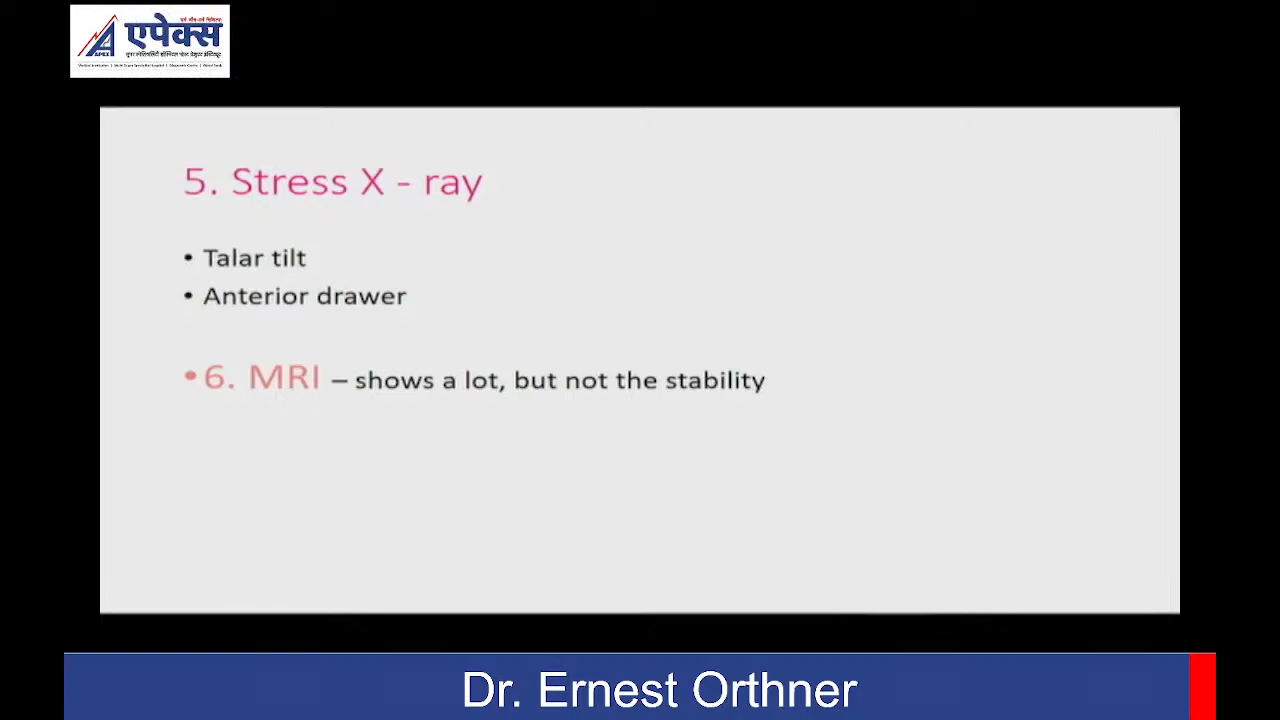 एपेक्स
APEX
5. Stress X - ray
• Talar tilt
• Anterior drawer
• 6. MRI – shows a lot, but not the stability
Dr. Ernest Orthner